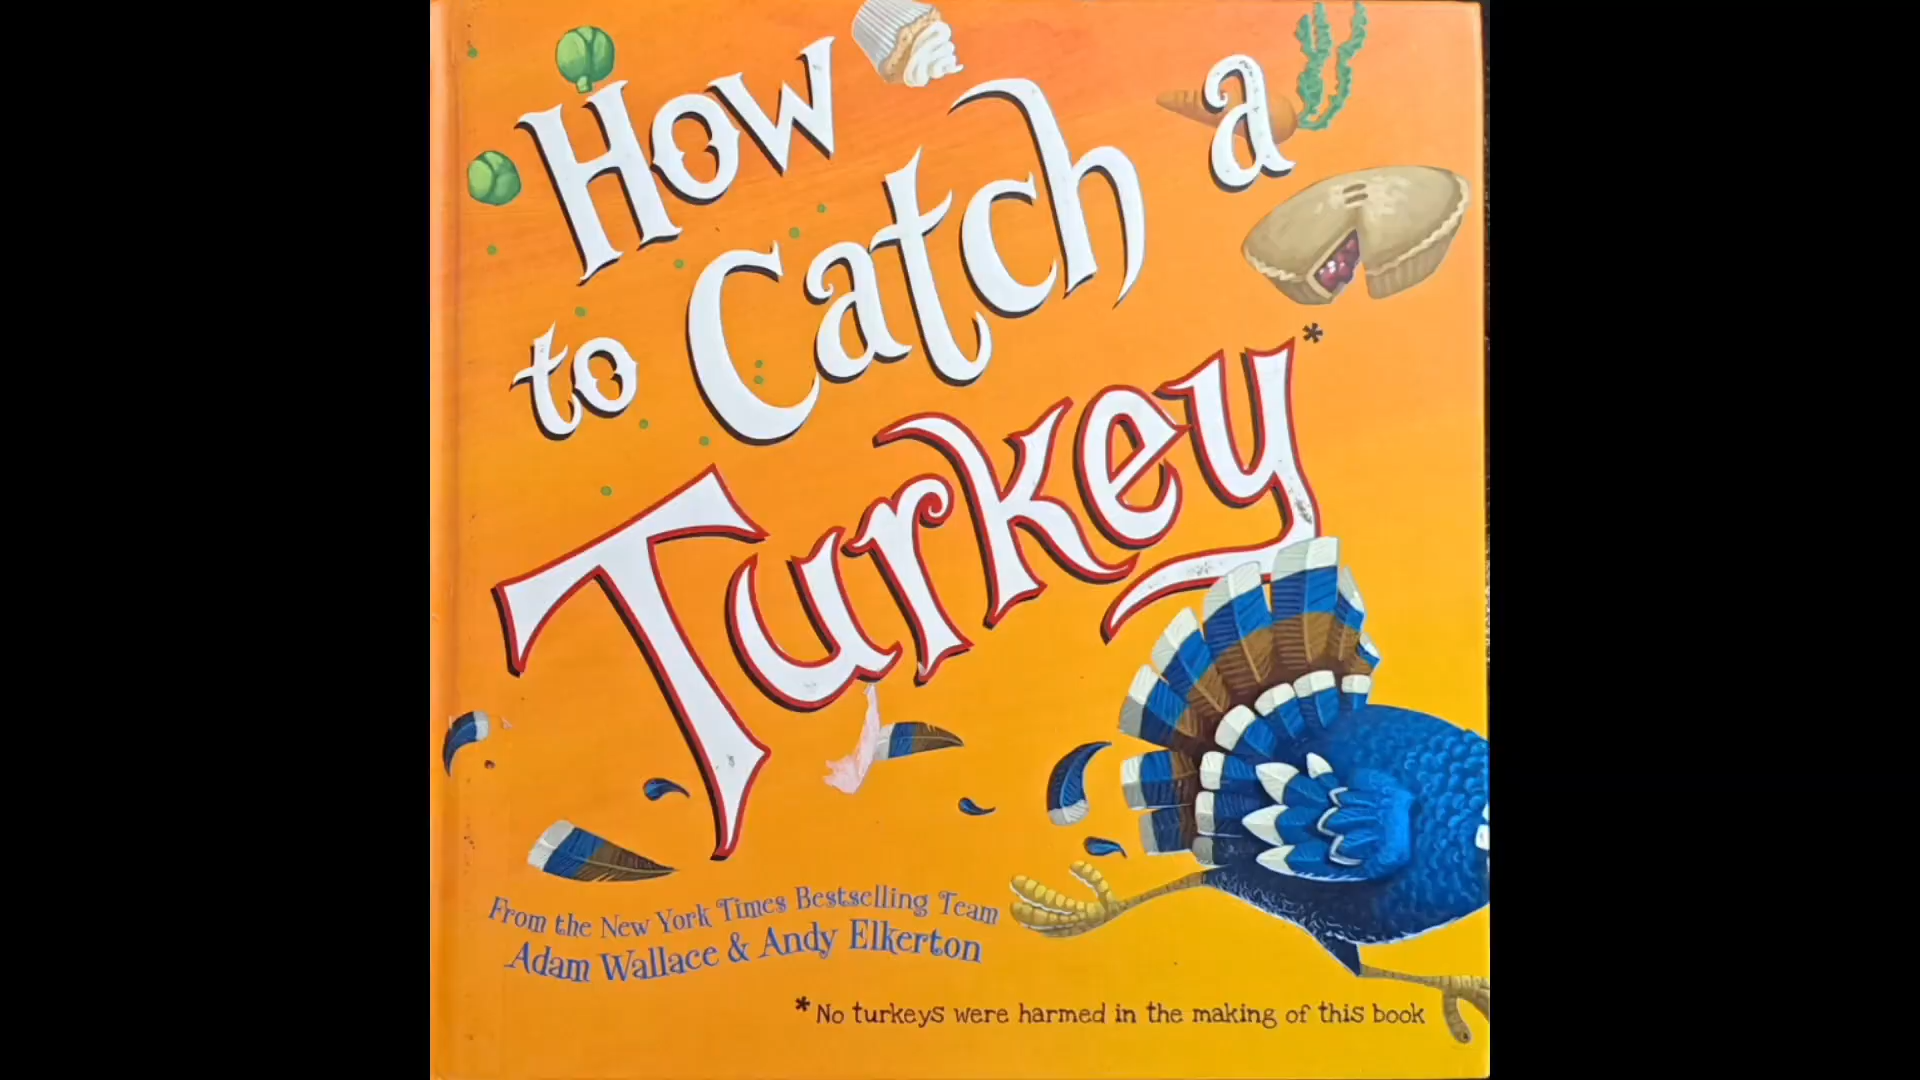 How
to Catch a
Turkey*
From the New York Times Bestselling Team
Adam Wallace & Andy Elkerton
* No turkeys were harmed in the making of this book